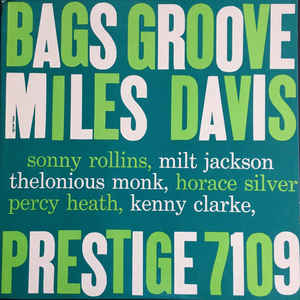 BAGS GROOVE
MILES DAVIS
sonny rollins, milt jackson
thelonious monk, horace silver
percy heath, kenny clarke,
PRESTIGE 7109